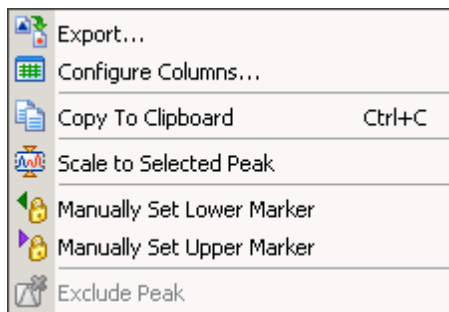 Export...
Configure Columns...
Copy To Clipboard Ctrl+C
Scale to Selected Peak
Manually Set Lower Marker
Manually Set Upper Marker
Exclude Peak